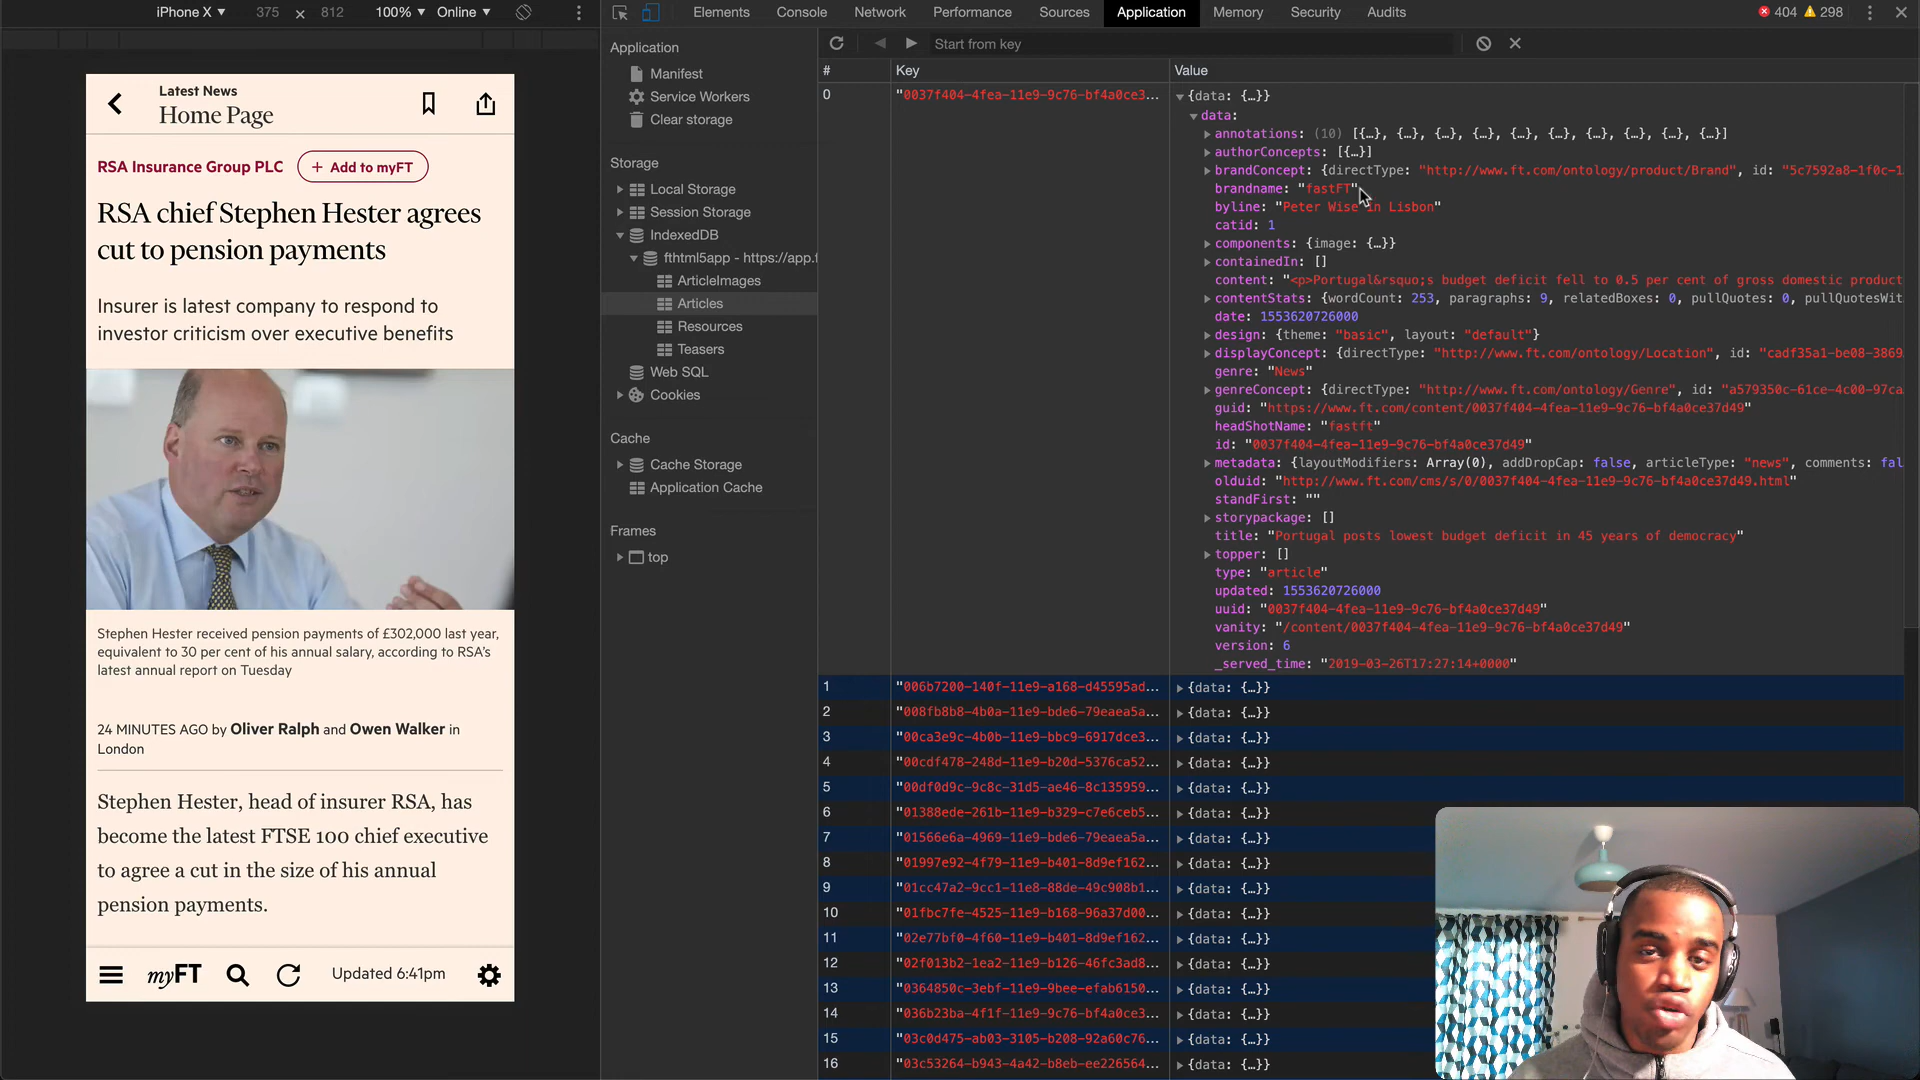 iPhone X ▼ 375 × 812 100% ▼ Online ▼
Elements Console Network Performance Sources Application Memory Security Audits 404 298
Latest News
Home Page
RSA Insurance Group PLC + Add to myFT
RSA chief Stephen Hester agrees
cut to pension payments
Insurer is latest company to respond to
investor criticism over executive benefits
Stephen Hester received pension payments of £302,000 last year,
equivalent to 30 per cent of his annual salary, according to RSA's
latest annual report on Tuesday
24 MINUTES AGO by Oliver Ralph and Owen Walker in
London
Stephen Hester, head of insurer RSA, has
become the latest FTSE 100 chief executive
to agree a cut in the size of his annual
pension payments.
myFT Updated 6:41pm
Application
Manifest
Service Workers
Clear storage
Storage
Local Storage
Session Storage
IndexedDB
fthtml5app - https://app.f
ArticleImages
Articles
Resources
Teasers
Web SQL
Cookies
Cache
Cache Storage
Application Cache
Frames
top
Start from key
# Key Value
0 "0037f404-4fea-11e9-9c76-bf4a0ce3... {data: {…}}
data:
annotations: (10) [{…}, {…}, {…}, {…}, {…}, {…}, {…}, {…}, {…}, {…}]
authorConcepts: [{…}]
brandConcept: {directType: "http://www.ft.com/ontology/product/Brand", id: "5c7592a8-1f0c-1
brandname: "fastFT"
byline: "Peter Wise in Lisbon"
catid: 1
components: {image: {…}}
containedIn: []
content: "<p>Portugal&rsquo;s budget deficit fell to 0.5 per cent of gross domestic product
contentStats: {wordCount: 253, paragraphs: 9, relatedBoxes: 0, pullQuotes: 0, pullQuotesWit
date: 1553620726000
design: {theme: "basic", layout: "default"}
displayConcept: {directType: "http://www.ft.com/ontology/Location", id: "cadf35a1-be08-3869
genre: "News"
genreConcept: {directType: "http://www.ft.com/ontology/Genre", id: "a579350c-61ce-4c00-97ca
guid: "https://www.ft.com/content/0037f404-4fea-11e9-9c76-bf4a0ce37d49"
headShotName: "fastft"
id: "0037f404-4fea-11e9-9c76-bf4a0ce37d49"
metadata: {layoutModifiers: Array(0), addDropCap: false, articleType: "news", comments: fal
olduid: "http://www.ft.com/cms/s/0/0037f404-4fea-11e9-9c76-bf4a0ce37d49.html"
standFirst: ""
storypackage: []
title: "Portugal posts lowest budget deficit in 45 years of democracy"
topper: []
type: "article"
updated: 1553620726000
uuid: "0037f404-4fea-11e9-9c76-bf4a0ce37d49"
vanity: "/content/0037f404-4fea-11e9-9c76-bf4a0ce37d49"
version: 6
_served_time: "2019-03-26T17:27:14+0000"
1 "006b7200-140f-11e9-a168-d45595ad... {data: {…}}
2 "008fb8b8-4b0a-11e9-bde6-79eaea5a... {data: {…}}
3 "00ca3e9c-4b0b-11e9-bbc9-6917dce3... {data: {…}}
4 "00cdf478-248d-11e9-b20d-5376ca52... {data: {…}}
5 "00df0d9c-9c8c-31d5-ae46-8c135959... {data: {…}}
6 "01388ede-261b-11e9-b329-c7e6ceb5... {data: {…}}
7 "01566e6a-4969-11e9-bde6-79eaea5a... {data: {…}}
8 "01997e92-4f79-11e9-b401-8d9ef162... {data: {…}}
9 "01cc47a2-9cc1-11e8-88de-49c908b1... {data: {…}}
10 "01fbc7fe-4525-11e9-b168-96a37d00... {data: {…}}
11 "02e77bf0-4f60-11e9-b401-8d9ef162... {data: {…}}
12 "02f013b2-1ea2-11e9-b126-46fc3ad8... {data: {…}}
13 "0364850c-3ebf-11e9-9bee-efab6150... {data: {…}}
14 "036b23ba-4f1f-11e9-9c76-bf4a0ce3... {data: {…}}
15 "03c0d475-ab03-3105-b208-92a60c76... {data: {…}}
16 "03c53264-b943-4a42-b8eb-ee226564... {data: {…}}